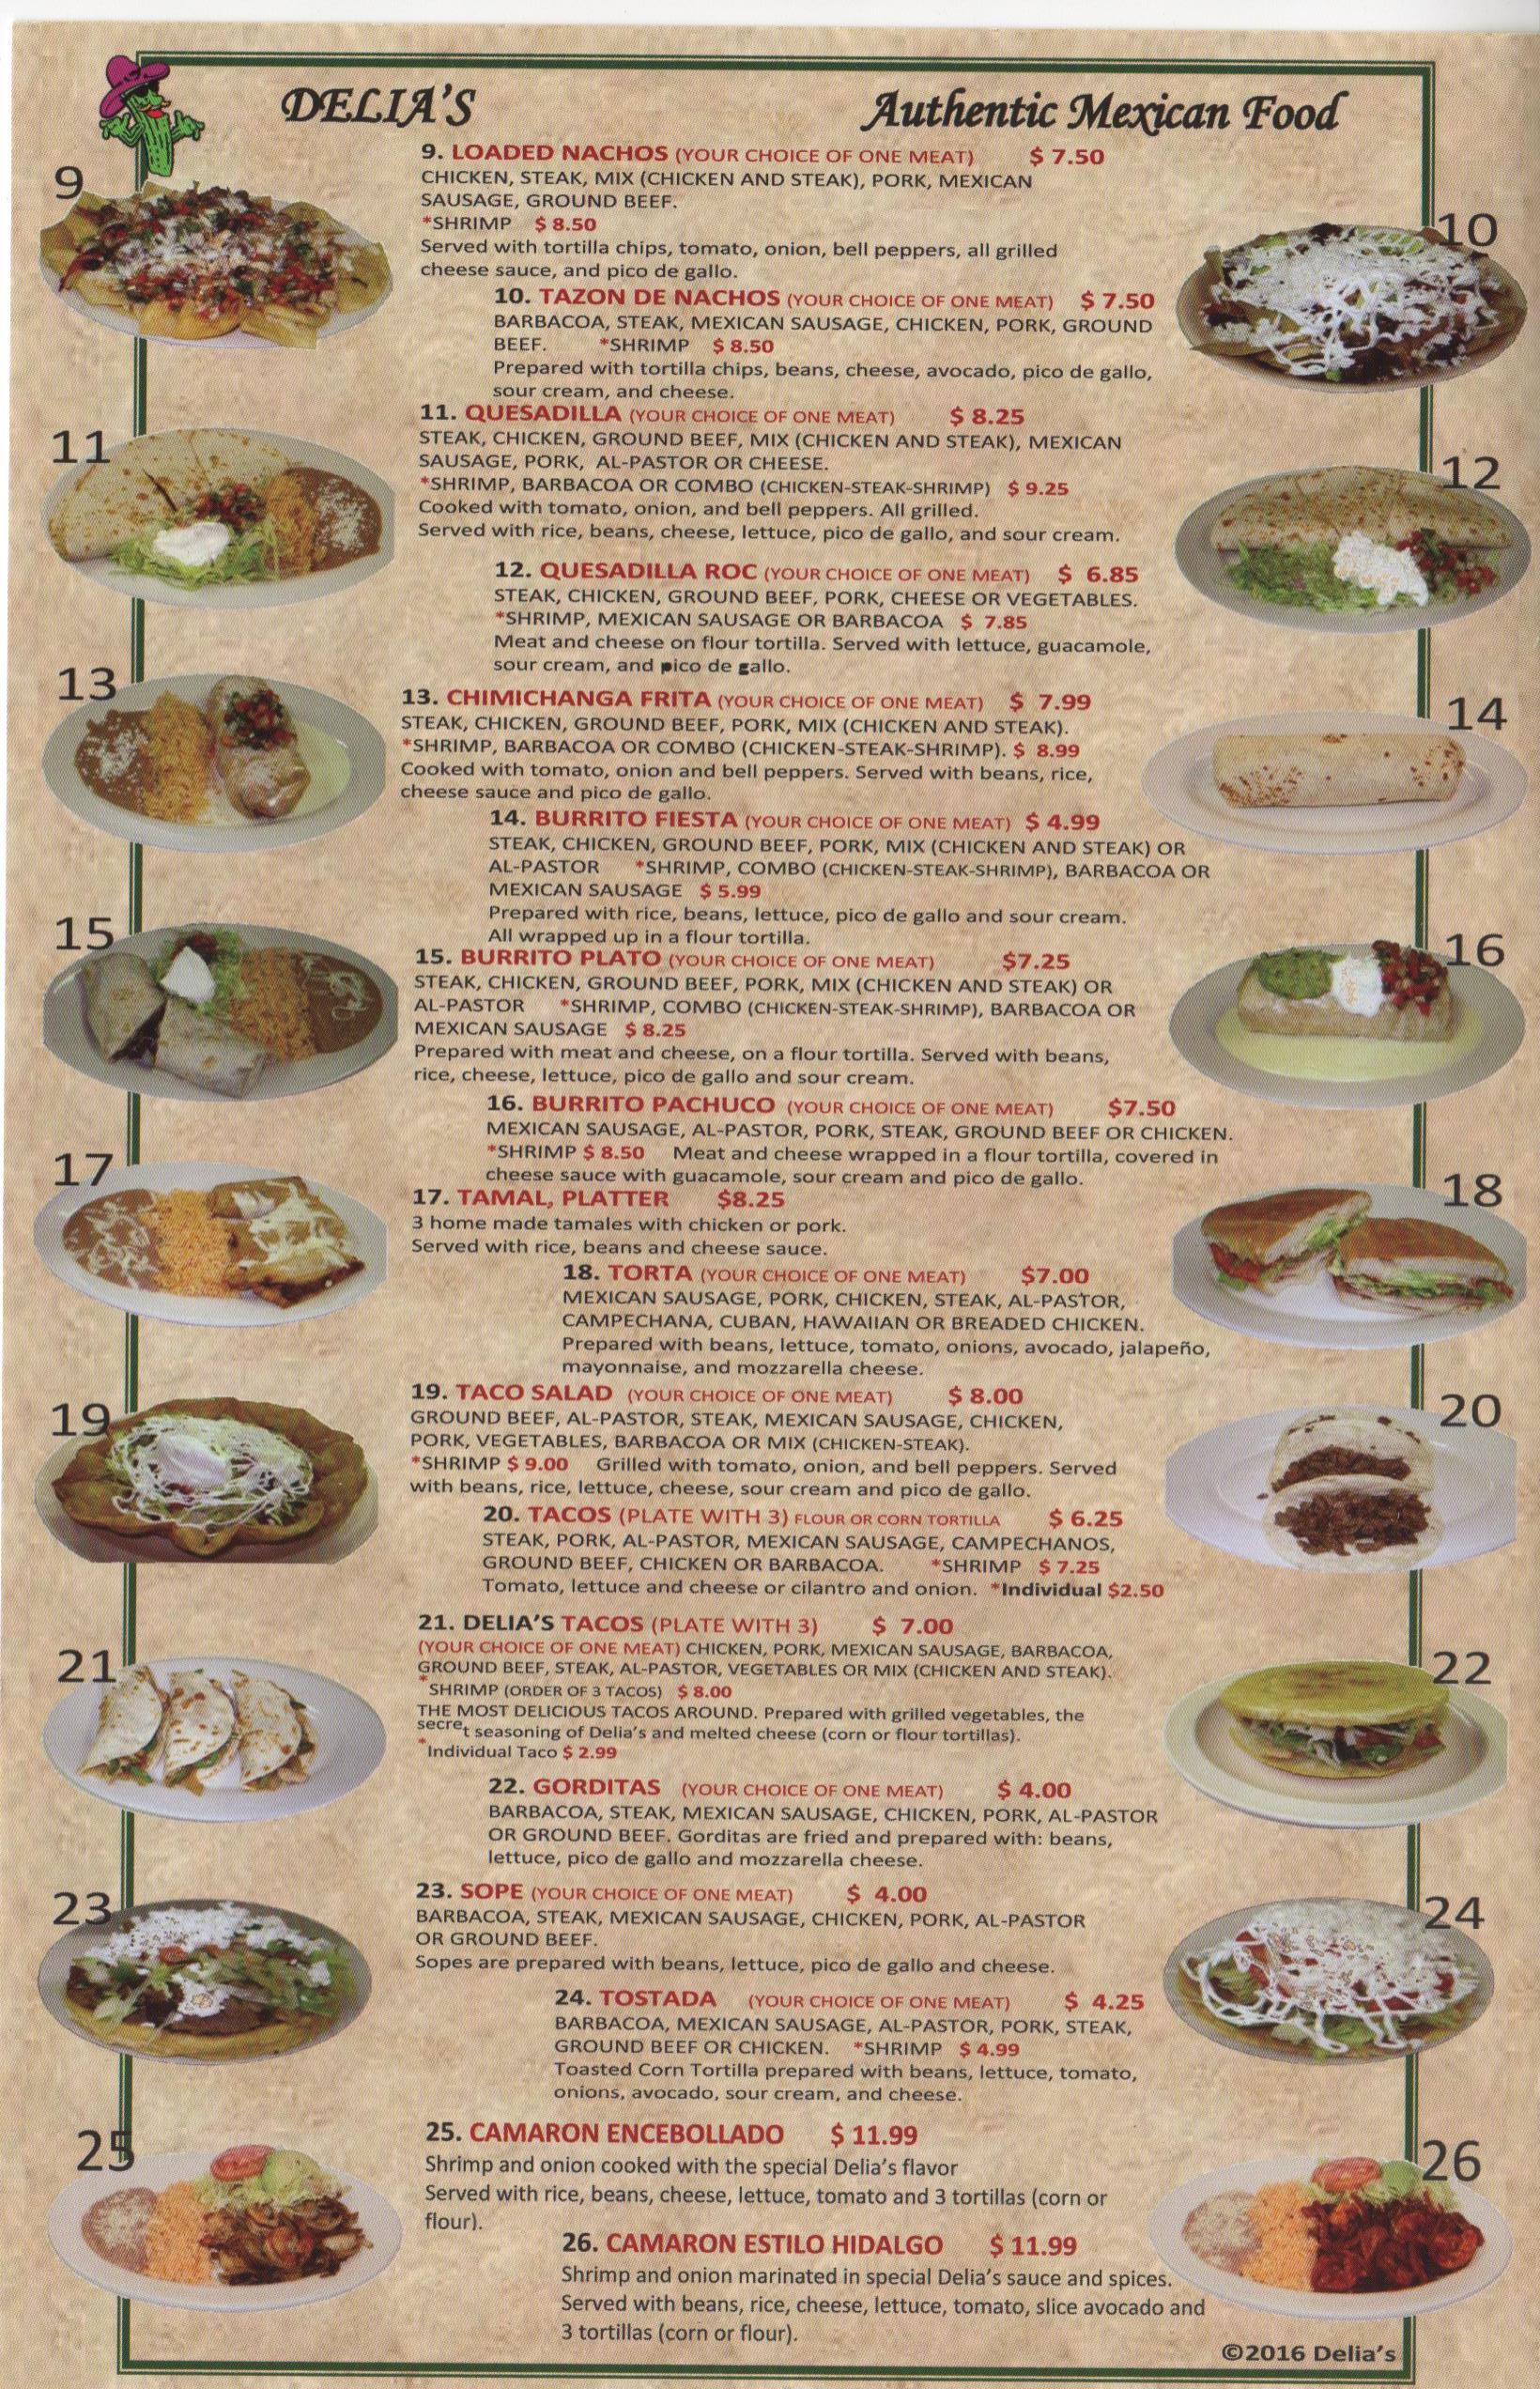 DELIA'S
Authentic Mexican Food
9
9. LOADED NACHOS (YOUR CHOICE OF ONE MEAT) $ 7.50
CHICKEN, STEAK, MIX (CHICKEN AND STEAK), PORK, MEXICAN
SAUSAGE, GROUND BEEF.
*SHRIMP $ 8.50
Served with tortilla chips, tomato, onion, bell peppers, all grilled
cheese sauce, and pico de gallo.
10
10. TAZON DE NACHOS (YOUR CHOICE OF ONE MEAT) $ 7.50
BARBACOA, STEAK, MEXICAN SAUSAGE, CHICKEN, PORK, GROUND
BEEF. *SHRIMP $ 8.50
Prepared with tortilla chips, beans, cheese, avocado, pico de gallo,
sour cream, and cheese.
11
11. QUESADILLA (YOUR CHOICE OF ONE MEAT) $ 8.25
STEAK, CHICKEN, GROUND BEEF, MIX (CHICKEN AND STEAK), MEXICAN
SAUSAGE, PORK, AL-PASTOR OR CHEESE.
*SHRIMP, BARBACOA OR COMBO (CHICKEN-STEAK-SHRIMP) $ 9.25
Cooked with tomato, onion, and bell peppers. All grilled.
Served with rice, beans, cheese, lettuce, pico de gallo, and sour cream.
12
12. QUESADILLA ROC (YOUR CHOICE OF ONE MEAT) $ 6.85
STEAK, CHICKEN, GROUND BEEF, PORK, CHEESE OR VEGETABLES.
*SHRIMP, MEXICAN SAUSAGE OR BARBACOA $ 7.85
Meat and cheese on flour tortilla. Served with lettuce, guacamole,
sour cream, and pico de gallo.
13
13. CHIMICHANGA FRITA (YOUR CHOICE OF ONE MEAT) $ 7.99
STEAK, CHICKEN, GROUND BEEF, PORK, MIX (CHICKEN AND STEAK).
*SHRIMP, BARBACOA OR COMBO (CHICKEN-STEAK-SHRIMP). $ 8.99
Cooked with tomato, onion and bell peppers. Served with beans, rice,
cheese sauce and pico de gallo.
14
14. BURRITO FIESTA (YOUR CHOICE OF ONE MEAT) $ 4.99
STEAK, CHICKEN, GROUND BEEF, PORK, MIX (CHICKEN AND STEAK) OR
AL-PASTOR *SHRIMP, COMBO (CHICKEN-STEAK-SHRIMP), BARBACOA OR
MEXICAN SAUSAGE $ 5.99
Prepared with rice, beans, lettuce, pico de gallo and sour cream.
All wrapped up in a flour tortilla.
15
15. BURRITO PLATO (YOUR CHOICE OF ONE MEAT) $7.25
STEAK, CHICKEN, GROUND BEEF, PORK, MIX (CHICKEN AND STEAK) OR
AL-PASTOR *SHRIMP, COMBO (CHICKEN-STEAK-SHRIMP), BARBACOA OR
MEXICAN SAUSAGE $ 8.25
Prepared with meat and cheese, on a flour tortilla. Served with beans,
rice, cheese, lettuce, pico de gallo and sour cream.
16
16. BURRITO PACHUCO (YOUR CHOICE OF ONE MEAT) $7.50
MEXICAN SAUSAGE, AL-PASTOR, PORK, STEAK, GROUND BEEF OR CHICKEN.
*SHRIMP $ 8.50 Meat and cheese wrapped in a flour tortilla, covered in
cheese sauce with guacamole, sour cream and pico de gallo.
17
17. TAMAL, PLATTER $8.25
3 home made tamales with chicken or pork.
Served with rice, beans and cheese sauce.
18
18. TORTA (YOUR CHOICE OF ONE MEAT) $7.00
MEXICAN SAUSAGE, PORK, CHICKEN, STEAK, AL-PASTOR,
CAMPECHANA, CUBAN, HAWAIIAN OR BREADED CHICKEN.
Prepared with beans, lettuce, tomato, onions, avocado, jalapeño,
mayonnaise, and mozzarella cheese.
19
19. TACO SALAD (YOUR CHOICE OF ONE MEAT) $ 8.00
GROUND BEEF, AL-PASTOR, STEAK, MEXICAN SAUSAGE, CHICKEN,
PORK, VEGETABLES, BARBACOA OR MIX (CHICKEN-STEAK).
*SHRIMP $ 9.00 Grilled with tomato, onion, and bell peppers. Served
with beans, rice, lettuce, cheese, sour cream and pico de gallo.
20
20. TACOS (PLATE WITH 3) FLOUR OR CORN TORTILLA $ 6.25
STEAK, PORK, AL-PASTOR, MEXICAN SAUSAGE, CAMPECHANOS,
GROUND BEEF, CHICKEN OR BARBACOA. *SHRIMP $ 7.25
Tomato, lettuce and cheese or cilantro and onion. *Individual $2.50
21
21. DELIA'S TACOS (PLATE WITH 3) $ 7.00
(YOUR CHOICE OF ONE MEAT) CHICKEN, PORK, MEXICAN SAUSAGE, BARBACOA,
GROUND BEEF, STEAK, AL-PASTOR, VEGETABLES OR MIX (CHICKEN AND STEAK).
*SHRIMP (ORDER OF 3 TACOS) $ 8.00
THE MOST DELICIOUS TACOS AROUND. Prepared with grilled vegetables, the
secret seasoning of Delia's and melted cheese (corn or flour tortillas).
*Individual Taco $ 2.99
22
22. GORDITAS (YOUR CHOICE OF ONE MEAT) $ 4.00
BARBACOA, STEAK, MEXICAN SAUSAGE, CHICKEN, PORK, AL-PASTOR
OR GROUND BEEF. Gorditas are fried and prepared with: beans,
lettuce, pico de gallo and mozzarella cheese.
23
23. SOPE (YOUR CHOICE OF ONE MEAT) $ 4.00
BARBACOA, STEAK, MEXICAN SAUSAGE, CHICKEN, PORK, AL-PASTOR
OR GROUND BEEF.
Sopes are prepared with beans, lettuce, pico de gallo and cheese.
24
24. TOSTADA (YOUR CHOICE OF ONE MEAT) $ 4.25
BARBACOA, MEXICAN SAUSAGE, AL-PASTOR, PORK, STEAK,
GROUND BEEF OR CHICKEN. *SHRIMP $ 4.99
Toasted Corn Tortilla prepared with beans, lettuce, tomato,
onions, avocado, sour cream, and cheese.
25
25. CAMARON ENCEBOLLADO $ 11.99
Shrimp and onion cooked with the special Delia's flavor
Served with rice, beans, cheese, lettuce, tomato and 3 tortillas (corn or
flour).
26
26. CAMARON ESTILO HIDALGO $ 11.99
Shrimp and onion marinated in special Delia's sauce and spices.
Served with beans, rice, cheese, lettuce, tomato, slice avocado and
3 tortillas (corn or flour).
©2016 Delia's